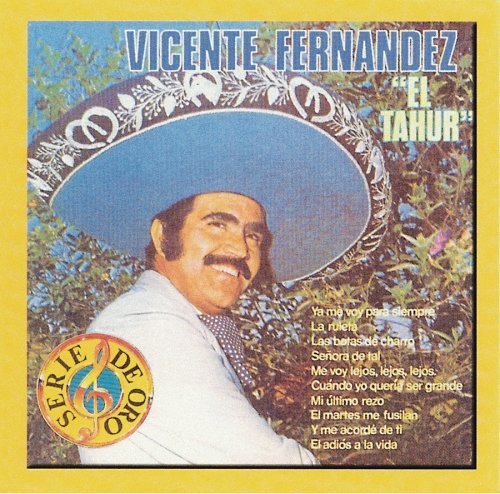 VICENTE FERNANDEZ
"EL
TAHUR"
Ya me voy para siempre
La ruleta
Las botas de charro
Señora de tal
Me voy lejos, lejos, lejos.
Cuándo yo quería ser grande
Mi último rezo
El martes me fusilan
Y me acordé de ti
El adiós a la vida
SERIE DE ORO